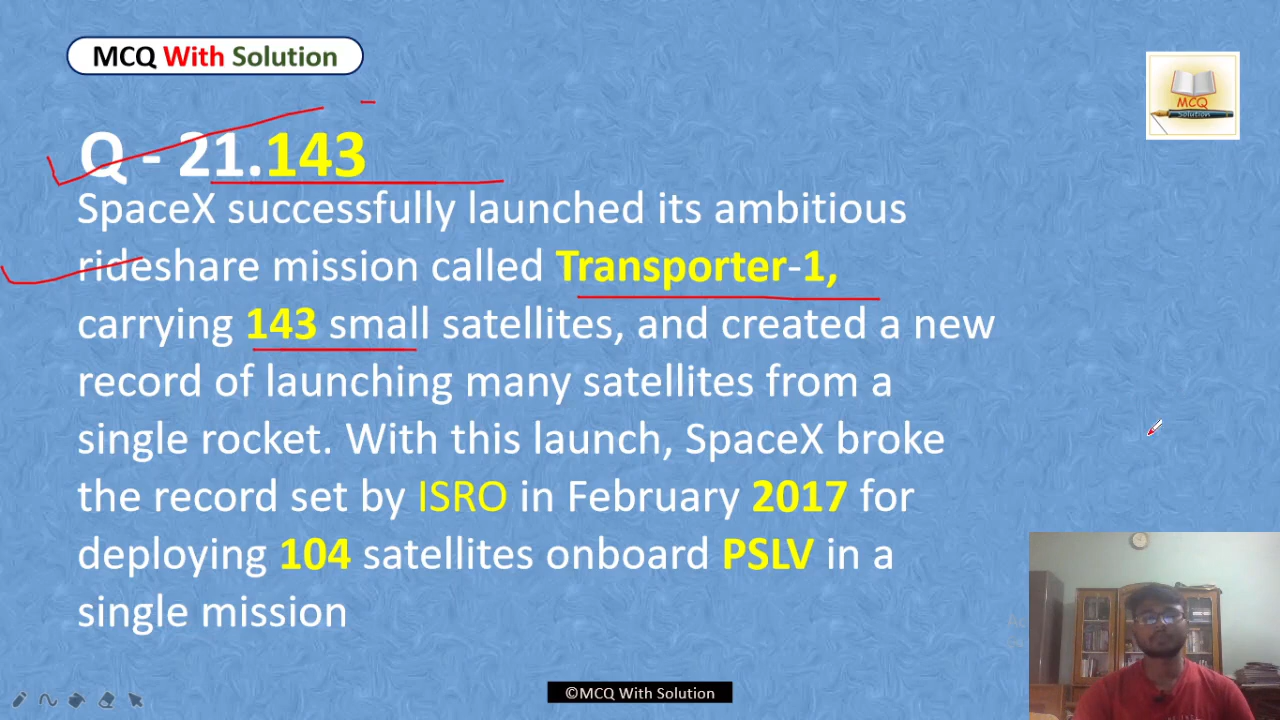 MCQ With Solution
MCQ
Solution
Q - 21.143
SpaceX successfully launched its ambitious
rideshare mission called Transporter-1,
carrying 143 small satellites, and created a new
record of launching many satellites from a
single rocket. With this launch, SpaceX broke
the record set by ISRO in February 2017 for
deploying 104 satellites onboard PSLV in a
single mission
©MCQ With Solution